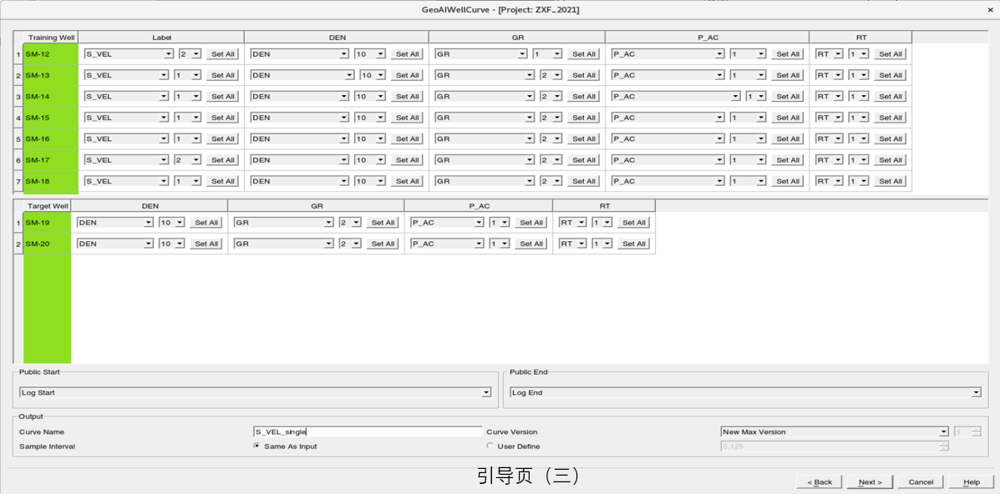 GeoAIWellCurve - [Project: ZXF_2021]
Training Well Label DEN GR P_AC RT
1 SM-12 S_VEL 2 Set All DEN 10 Set All GR 1 Set All P_AC 1 Set All RT 1 Set All
2 SM-13 S_VEL 1 Set All DEN 10 Set All GR 2 Set All P_AC 1 Set All RT 1 Set All
3 SM-14 S_VEL 1 Set All DEN 10 Set All GR 2 Set All P_AC 1 Set All RT 1 Set All
4 SM-15 S_VEL 1 Set All DEN 10 Set All GR 2 Set All P_AC 1 Set All RT 1 Set All
5 SM-16 S_VEL 1 Set All DEN 10 Set All GR 2 Set All P_AC 1 Set All RT 1 Set All
6 SM-17 S_VEL 2 Set All DEN 10 Set All GR 2 Set All P_AC 1 Set All RT 1 Set All
7 SM-18 S_VEL 1 Set All DEN 10 Set All GR 2 Set All P_AC 1 Set All RT 1 Set All
Target Well DEN GR P_AC RT
1 SM-19 DEN 10 Set All GR 2 Set All P_AC 1 Set All RT 1 Set All
2 SM-20 DEN 10 Set All GR 2 Set All P_AC 1 Set All RT 1 Set All
Public Start Public End
Log Start Log End
Output
Curve Name S_VEL_single Curve Version New Max Version 1
Sample Interval Same As Input User Define 0.125
引导页（三）
< Back Next > Cancel Help